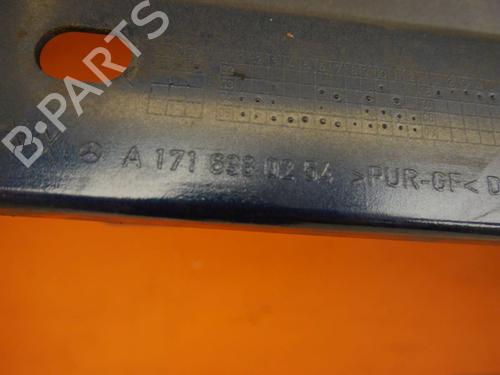 B-Parts
A 171 698 02 54 >PUR-GF< D